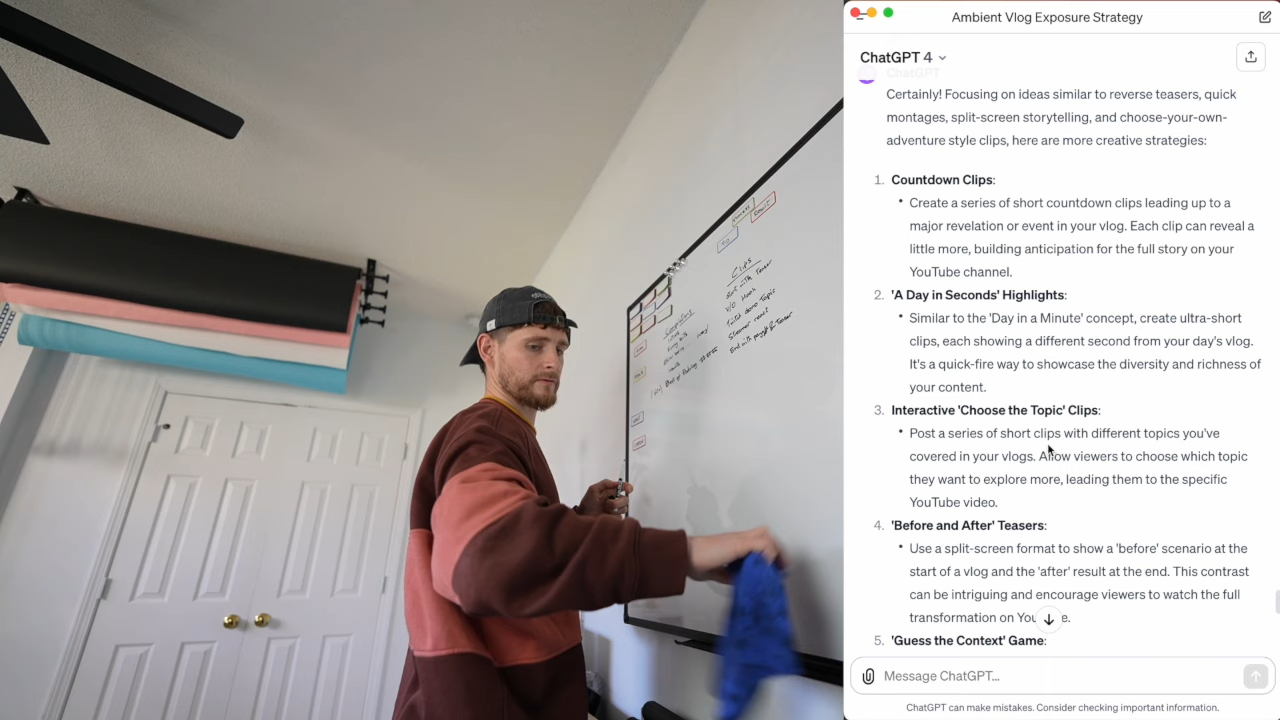 Clips
Start with Teaser
V/O Hook
End with
Ambient Vlog Exposure Strategy
ChatGPT 4
ChatGPT
Certainly! Focusing on ideas similar to reverse teasers, quick
montages, split-screen storytelling, and choose-your-own-
adventure style clips, here are more creative strategies:
1. Countdown Clips:
• Create a series of short countdown clips leading up to a
major revelation or event in your vlog. Each clip can reveal a
little more, building anticipation for the full story on your
YouTube channel.
2. 'A Day in Seconds' Highlights:
• Similar to the 'Day in a Minute' concept, create ultra-short
clips, each showing a different second from your day's vlog.
It's a quick-fire way to showcase the diversity and richness of
your content.
3. Interactive 'Choose the Topic' Clips:
• Post a series of short clips with different topics you've
covered in your vlogs. Allow viewers to choose which topic
they want to explore more, leading them to the specific
YouTube video.
4. 'Before and After' Teasers:
• Use a split-screen format to show a 'before' scenario at the
start of a vlog and the 'after' result at the end. This contrast
can be intriguing and encourage viewers to watch the full
transformation on
5. 'Guess the Context' Game:
Message ChatGPT...
ChatGPT can make mistakes. Consider checking important information.